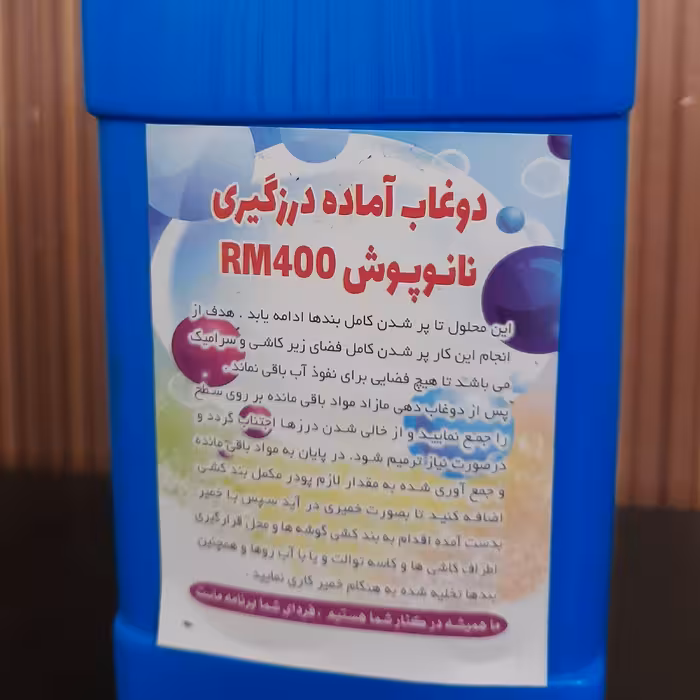 دوغاب آماده درزگیری
نانوپوش RM400
این محلول تا پر شدن کامل بندها ادامه یابد . هدف از
انجام این کار پر شدن کامل فضای زیر کاشی و سرامیک
می باشد تا هیچ فضایی برای نفوذ آب باقی نماند .
پس از دوغاب دهی مازاد مواد باقی مانده بر روی سطح
را جمع نمایید و از خالی شدن درزها اجتناب گردد و
درصورت نیاز ترمیم شود. در پایان به مواد باقی مانده
و جمع آوری شده به مقدار لازم پودر مکمل بند کشی
اضافه کنید تا بصورت خمیری در آید سپس با خمیر
بدست آمده اقدام به بند کشی گوشه ها و محل قرارگیری
اطراف کاشی ها و کاسه توالت و یا با آب روها و همچنین
بندها تخلیه شده به هنگام خمیر کاری نمایید .
ما همیشه در کنار شما هستیم ، فردای شما برنامه ماست